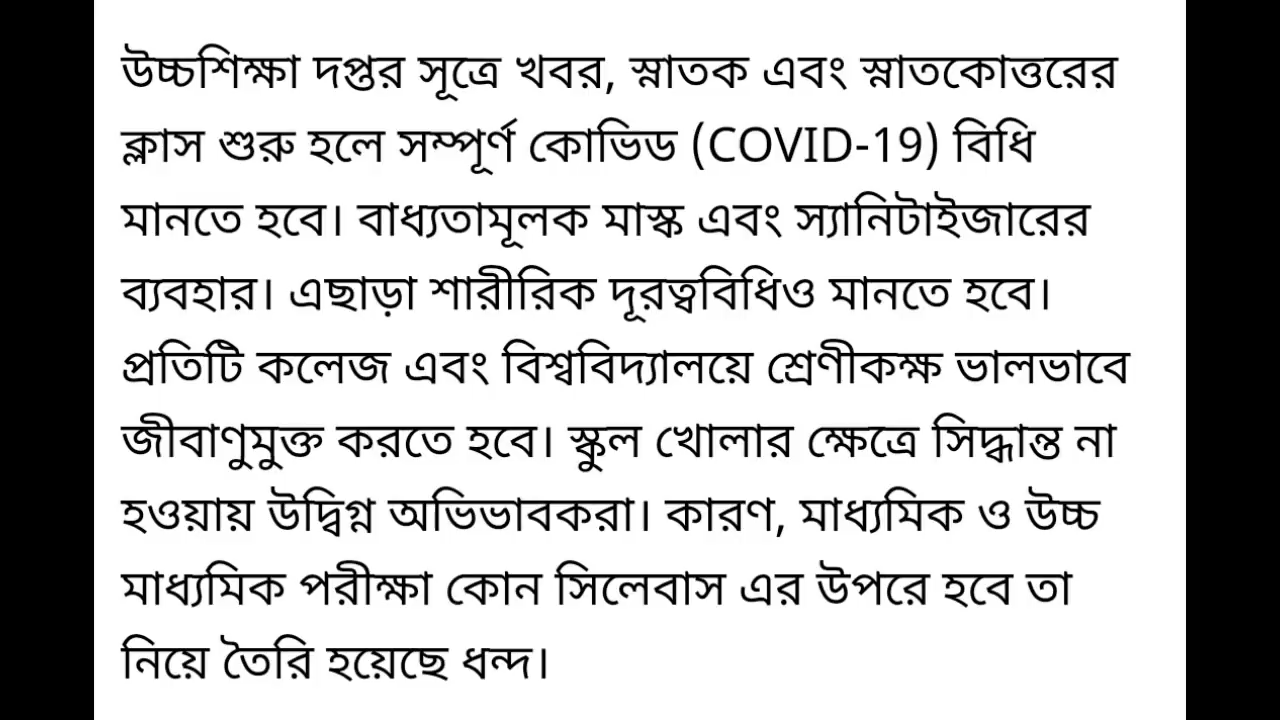 উচ্চশিক্ষা দপ্তর সূত্রে খবর, স্নাতক এবং স্নাতকোত্তরের
ক্লাস শুরু হলে সম্পূর্ণ কোভিড (COVID-19) বিধি
মানতে হবে। বাধ্যতামূলক মাস্ক এবং স্যানিটাইজারের
ব্যবহার। এছাড়া শারীরিক দূরত্ববিধিও মানতে হবে।
প্রতিটি কলেজ এবং বিশ্ববিদ্যালয়ে শ্রেণীকক্ষ ভালভাবে
জীবাণুমুক্ত করতে হবে। স্কুল খোলার ক্ষেত্রে সিদ্ধান্ত না
হওয়ায় উদ্বিগ্ন অভিভাবকরা। কারণ, মাধ্যমিক ও উচ্চ
মাধ্যমিক পরীক্ষা কোন সিলেবাস এর উপরে হবে তা
নিয়ে তৈরি হয়েছে ধন্দ।